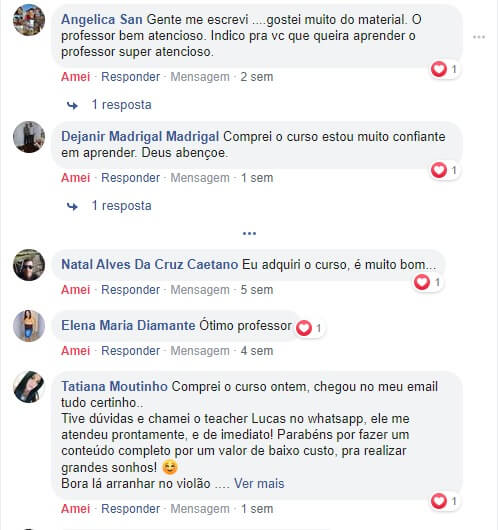 Angelica San Gente me escrevi ....gostei muito do material. O
professor bem atencioso. Indico pra vc que queira aprender o
professor super atencioso.
1
Amei · Responder · Mensagem · 2 sem
1 resposta
Dejanir Madrigal Madrigal Comprei o curso estou muito confiante
em aprender. Deus abençoe.
1
Amei · Responder · Mensagem · 1 sem
1 resposta
Natal Alves Da Cruz Caetano Eu adquiri o curso, é muito bom...
1
Amei · Responder · Mensagem · 5 sem
Elena Maria Diamante Ótimo professor 1
Amei · Responder · Mensagem · 4 sem
Tatiana Moutinho Comprei o curso ontem, chegou no meu email
tudo certinho..
Tive dúvidas e chamei o teacher Lucas no whatsapp, ele me
atendeu prontamente, e de imediato! Parabéns por fazer um
conteúdo completo por um valor de baixo custo, pra realizar
grandes sonhos! 😊
Bora lá arranhar no violão .... Ver mais
1
Amei · Responder · Mensagem · 1 sem